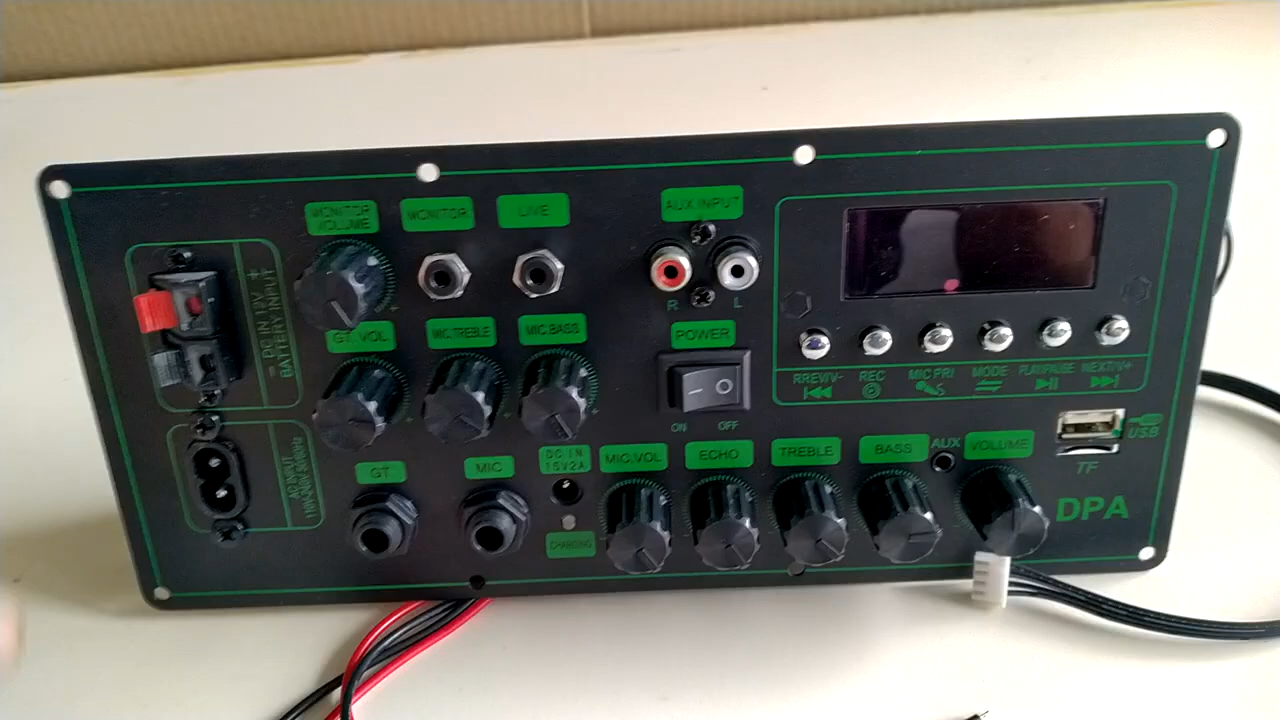 MONITOR
VOLUME
MONITOR
LIVE
AUX INPUT
R
L
+
DC IN 12V
BATTERY INPUT
-
GT. VOL
MIC.TREBLE
MIC.BASS
POWER
ON
OFF
RREV/V-
REC
MIC PRI
MODE
PLAY/PAUSE
NEXT/V+
AC INPUT
GT
MIC
DC IN
15V2A
CHARGING
MIC.VOL
ECHO
TREBLE
BASS
AUX
VOLUME
USB
TF
DPA